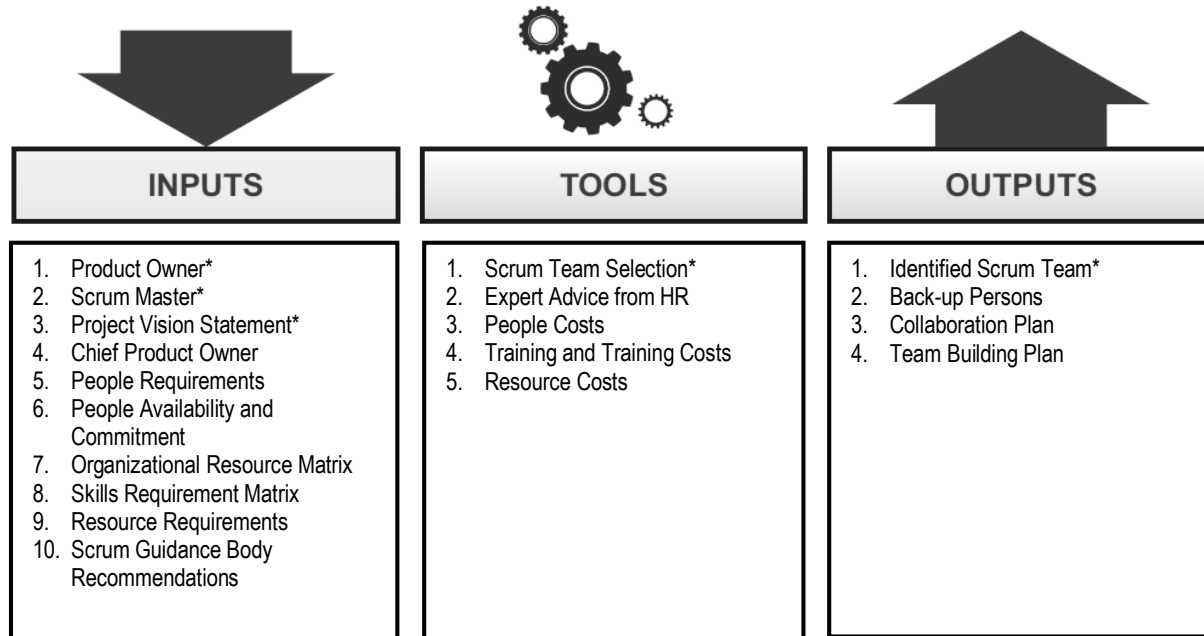 INPUTS
1. Product Owner*
2. Scrum Master*
3. Project Vision Statement*
4. Chief Product Owner
5. People Requirements
6. People Availability and
Commitment
7. Organizational Resource Matrix
8. Skills Requirement Matrix
9. Resource Requirements
10. Scrum Guidance Body
Recommendations
TOOLS
1. Scrum Team Selection*
2. Expert Advice from HR
3. People Costs
4. Training and Training Costs
5. Resource Costs
OUTPUTS
1. Identified Scrum Team*
2. Back-up Persons
3. Collaboration Plan
4. Team Building Plan